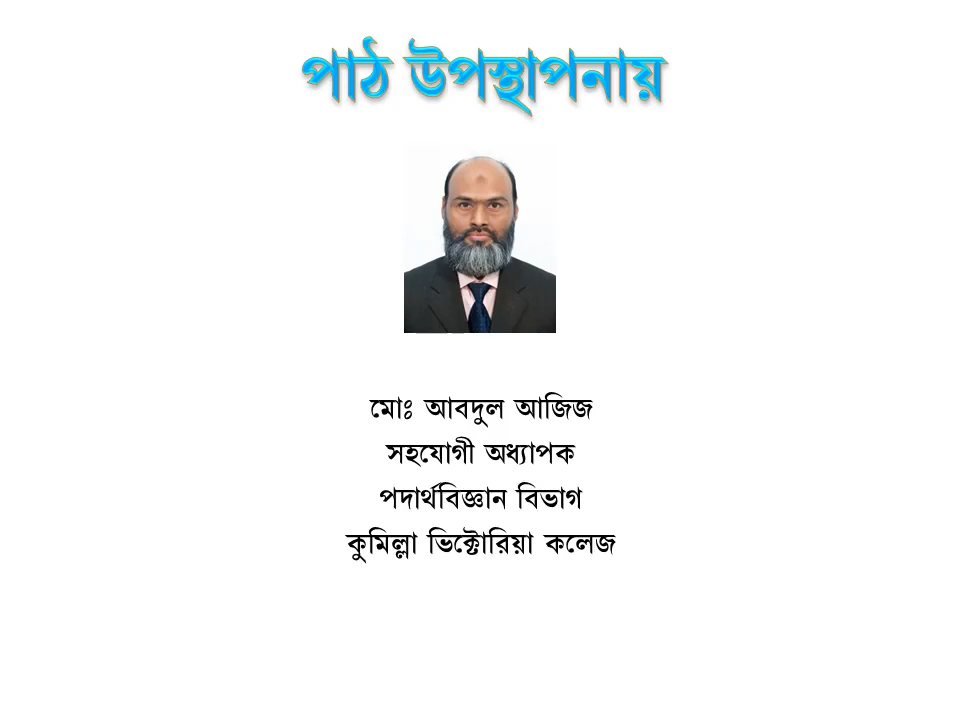 পাঠ উপস্থাপনায়
মোঃ আবদুল আজিজ
সহযোগী অধ্যাপক
পদার্থবিজ্ঞান বিভাগ
কুমিল্লা ভিক্টোরিয়া কলেজ